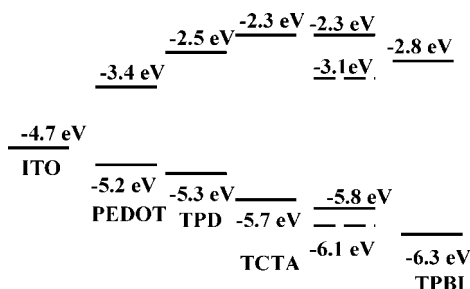 -2.3 eV
-2.3 eV
-2.5 eV
-2.8 eV
-3.1eV
-3.4 eV
-4.7 eV
ITO
-5.2 eV
PEDOT
-5.3 eV
TPD
-5.7 eV
TCTA
-5.8 eV
-6.1 eV
-6.3 eV
TPBI